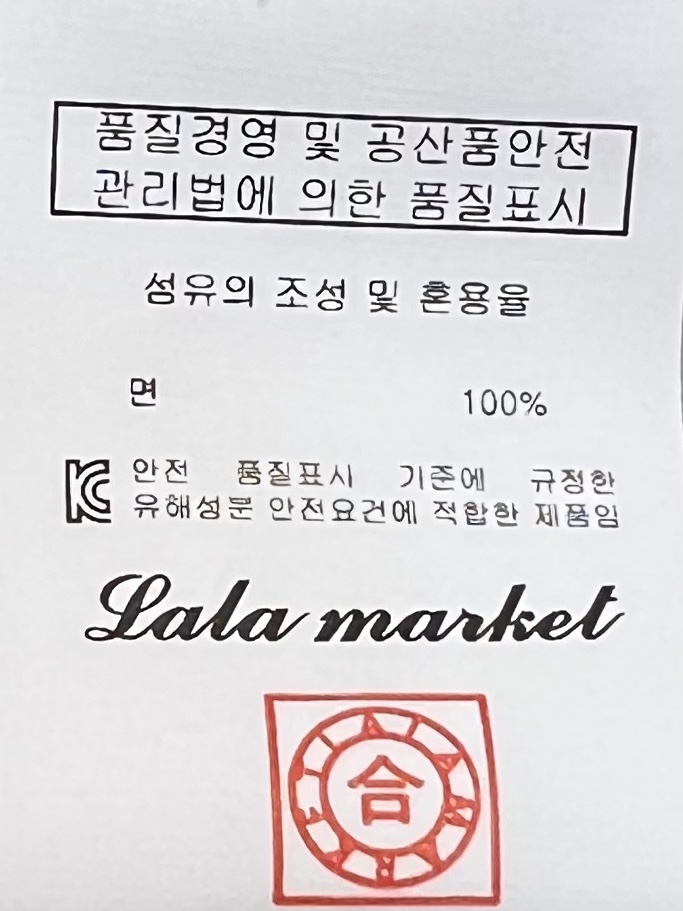 품질경영 및 공산품안전
관리법에 의한 품질표시
섬유의 조성 및 혼용율
면 100%
안전 품질표시 기준에 규정한
유해성분 안전요건에 적합한 제품임
Lala market
合